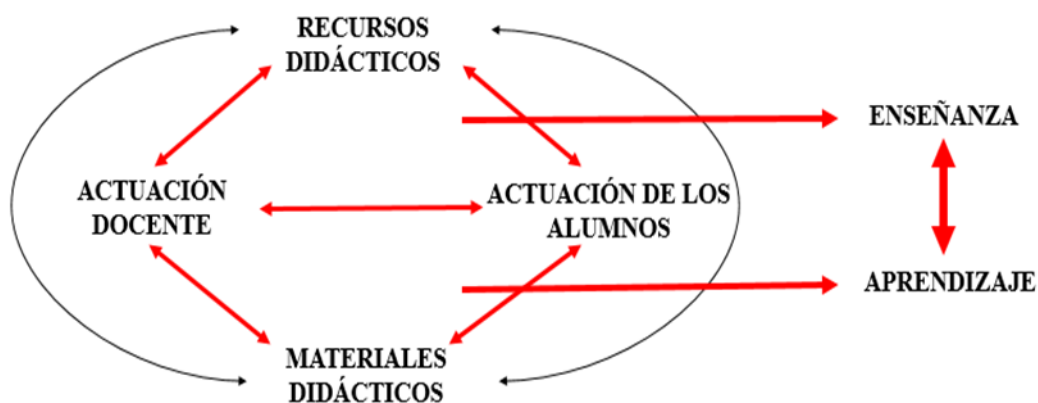 RECURSOS
DIDÁCTICOS
ENSEÑANZA
ACTUACIÓN
DOCENTE
ACTUACIÓN DE LOS
ALUMNOS
APRENDIZAJE
MATERIALES
DIDÁCTICOS